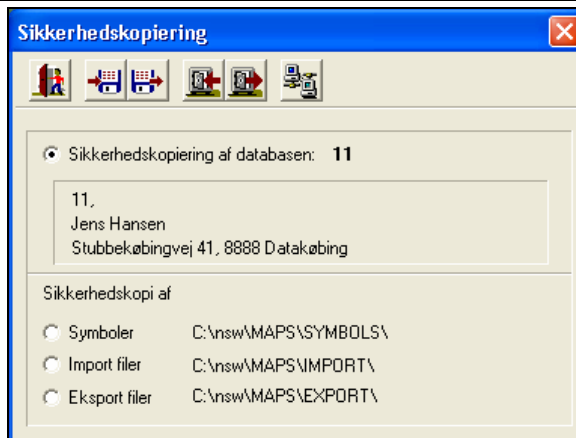 Sikkerhedskopiering
Sikkerhedskopiering af databasen: 11
11,
Jens Hansen
Stubbekøbingvej 41, 8888 Datakøbing
Sikkerhedskopi af
Symboler C:\nsw\MAPS\SYMBOLS\
Import filer C:\nsw\MAPS\IMPORT\
Eksport filer C:\nsw\MAPS\EXPORT\